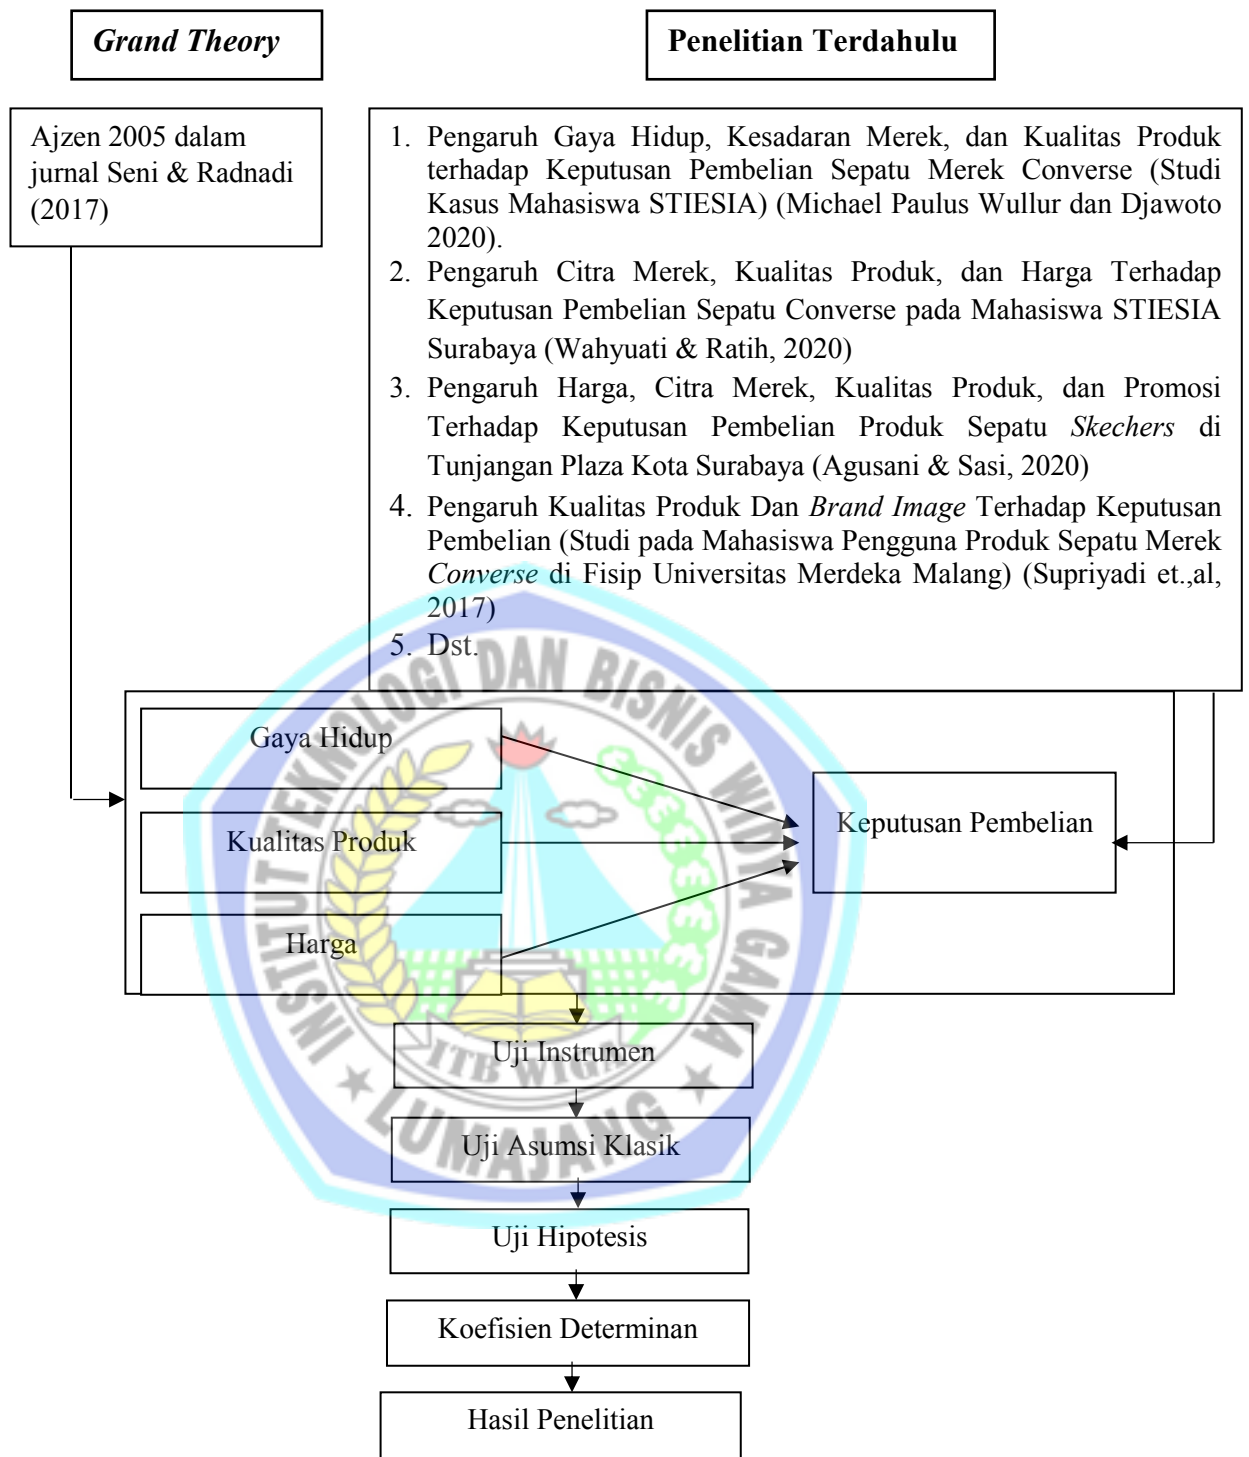 Grand Theory
Penelitian Terdahulu
Ajzen 2005 dalam
jurnal Seni & Radnadi
(2017)
1. Pengaruh Gaya Hidup, Kesadaran Merek, dan Kualitas Produk
terhadap Keputusan Pembelian Sepatu Merek Converse (Studi
Kasus Mahasiswa STIESIA) (Michael Paulus Wullur dan Djawoto
2020).
2. Pengaruh Citra Merek, Kualitas Produk, dan Harga Terhadap
Keputusan Pembelian Sepatu Converse pada Mahasiswa STIESIA
Surabaya (Wahyuati & Ratih, 2020)
3. Pengaruh Harga, Citra Merek, Kualitas Produk, dan Promosi
Terhadap Keputusan Pembelian Produk Sepatu Skechers di
Tunjangan Plaza Kota Surabaya (Agusani & Sasi, 2020)
4. Pengaruh Kualitas Produk Dan Brand Image Terhadap Keputusan
Pembelian (Studi pada Mahasiswa Pengguna Produk Sepatu Merek
Converse di Fisip Universitas Merdeka Malang) (Supriyadi et.,al,
2017)
5. Dst.
Gaya Hidup
Kualitas Produk
Harga
Keputusan Pembelian
INSTITUT TEKNOLOGI DAN BISNIS WIDYA GAMA
ITB WIGA
LUMAJANG
Uji Instrumen
Uji Asumsi Klasik
Uji Hipotesis
Koefisien Determinan
Hasil Penelitian